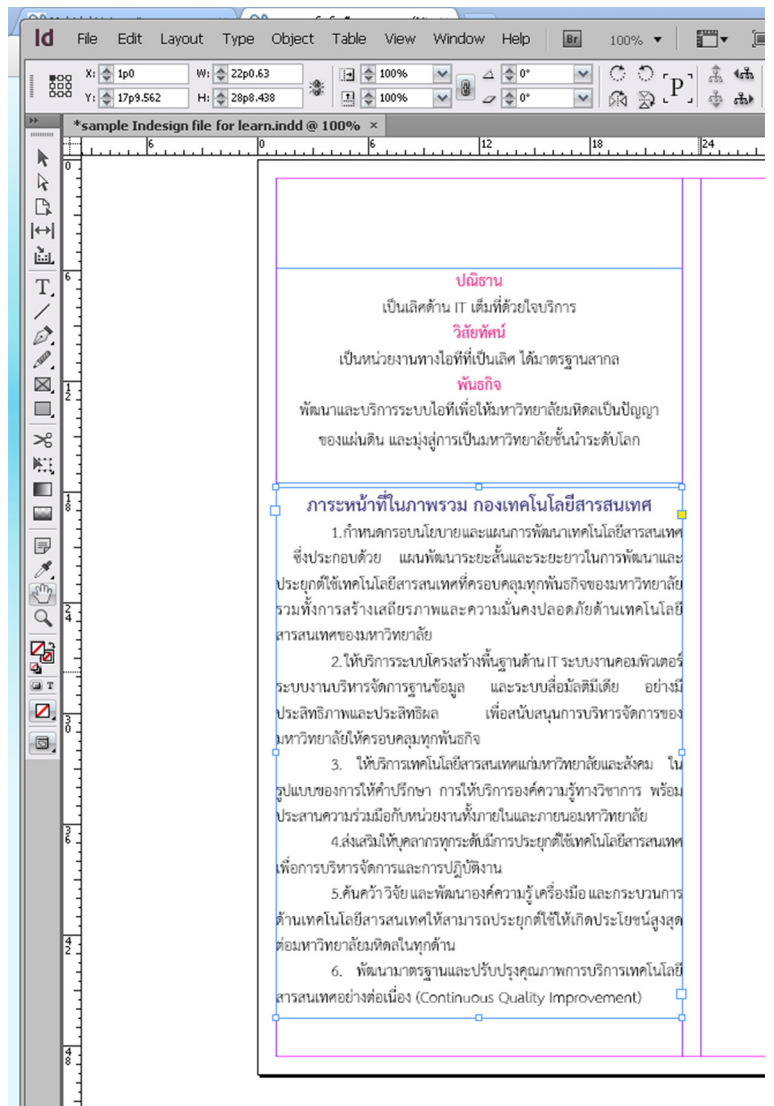 Id File Edit Layout Type Object Table View Window Help Br 100%
X: 1p0 W: 22p0.63 100% 0°
Y: 17p9.562 H: 28p8.438 100% 0°
*sample Indesign file for learn.indd @ 100% ×
6 0 6 12 18 24
ปณิธาน
เป็นเลิศด้าน IT เต็มที่ด้วยใจบริการ
วิสัยทัศน์
เป็นหน่วยงานทางไอทีที่เป็นเลิศ ได้มาตรฐานสากล
พันธกิจ
พัฒนาและบริการระบบไอทีเพื่อให้มหาวิทยาลัยมหิดลเป็นปัญญา
ของแผ่นดิน และมุ่งสู่การเป็นมหาวิทยาลัยชั้นนำระดับโลก
ภาระหน้าที่ในภาพรวม กองเทคโนโลยีสารสนเทศ
1.กำหนดกรอบนโยบายและแผนการพัฒนาเทคโนโลยีสารสนเทศ
ซึ่งประกอบด้วย แผนพัฒนาระยะสั้นและระยะยาวในการพัฒนาและ
ประยุกต์ใช้เทคโนโลยีสารสนเทศที่ครอบคลุมทุกพันธกิจของมหาวิทยาลัย
รวมทั้งการสร้างเสถียรภาพและความมั่นคงปลอดภัยด้านเทคโนโลยี
สารสนเทศของมหาวิทยาลัย
2.ให้บริการระบบโครงสร้างพื้นฐานด้าน IT ระบบงานคอมพิวเตอร์
ระบบงานบริหารจัดการฐานข้อมูล และระบบสื่อมัลติมีเดีย อย่างมี
ประสิทธิภาพและประสิทธิผล เพื่อสนับสนุนการบริหารจัดการของ
มหาวิทยาลัยให้ครอบคลุมทุกพันธกิจ
3. ให้บริการเทคโนโลยีสารสนเทศแก่มหาวิทยาลัยและสังคม ใน
รูปแบบของการให้คำปรึกษา การให้บริการองค์ความรู้ทางวิชาการ พร้อม
ประสานความร่วมมือกับหน่วยงานทั้งภายในและภายนอมหาวิทยาลัย
4.ส่งเสริมให้บุคลากรทุกระดับมีการประยุกต์ใช้เทคโนโลยีสารสนเทศ
เพื่อการบริหารจัดการและการปฏิบัติงาน
5.ค้นคว้า วิจัย และพัฒนาองค์ความรู้ เครื่องมือ และกระบวนการ
ด้านเทคโนโลยีสารสนเทศให้สามารถประยุกต์ใช้ให้เกิดประโยชน์สูงสุด
ต่อมหาวิทยาลัยมหิดลในทุกด้าน
6. พัฒนามาตรฐานและปรับปรุงคุณภาพการบริการเทคโนโลยี
สารสนเทศอย่างต่อเนื่อง (Continuous Quality Improvement)